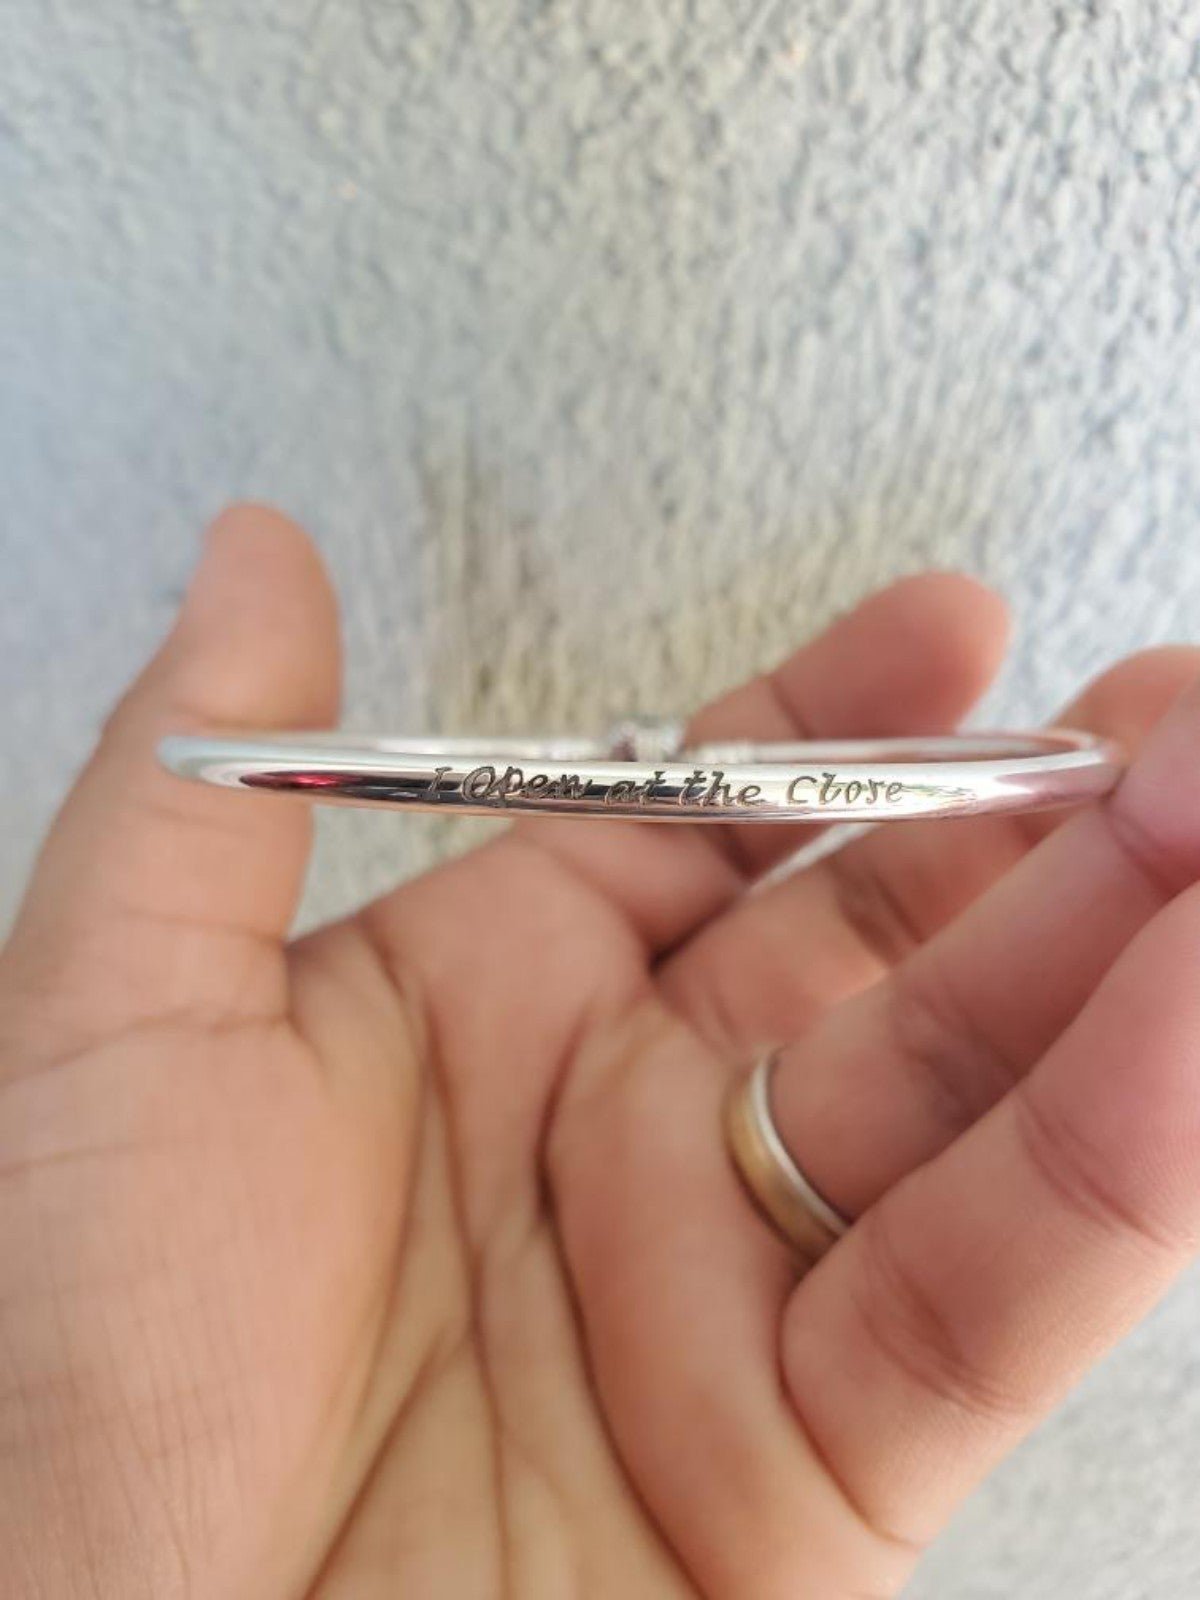 I Open at the Close